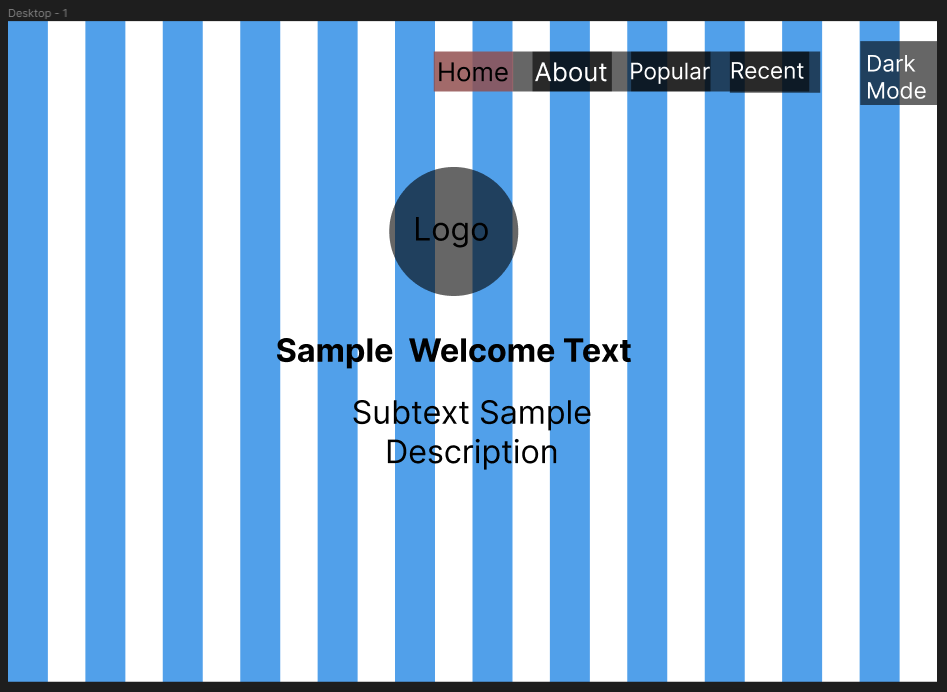 Desktop - 1
Home About Popular Recent
Dark
Mode
Logo
Sample Welcome Text
Subtext Sample
Description